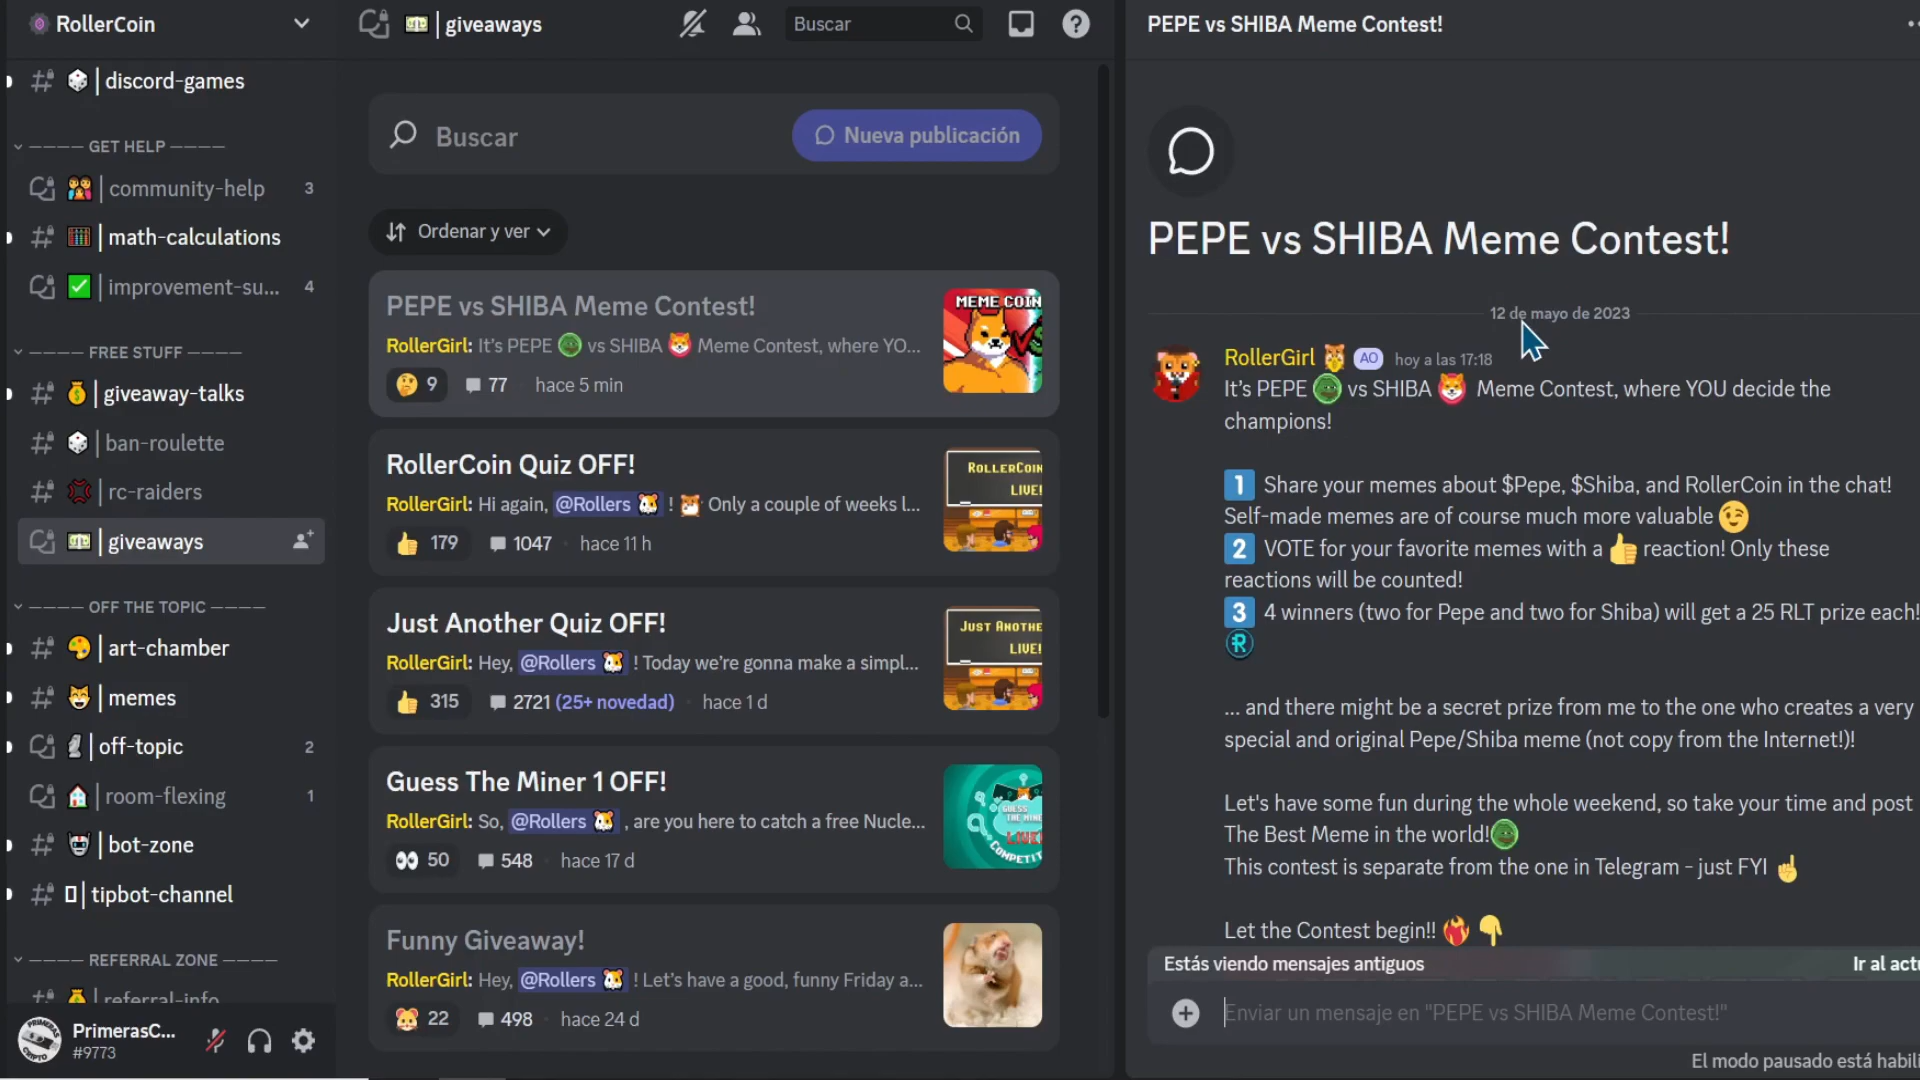 RollerCoin
discord-games
GET HELP
community-help 3
math-calculations
improvement-su... 4
FREE STUFF
giveaway-talks
ban-roulette
rc-raiders
giveaways
OFF THE TOPIC
art-chamber
memes
off-topic 2
room-flexing 1
bot-zone
tipbot-channel
REFERRAL ZONE
referral-info
PrimerasC...
#9773
giveaways
Buscar
Buscar
Nueva publicación
Ordenar y ver
PEPE vs SHIBA Meme Contest!
RollerGirl: It's PEPE vs SHIBA Meme Contest, where YO...
9 77 hace 5 min
MEME COIN
RollerCoin Quiz OFF!
RollerGirl: Hi again, @Rollers ! Only a couple of weeks l...
179 1047 · hace 11 h
ROLLERCOIN
LIVE!
Just Another Quiz OFF!
RollerGirl: Hey, @Rollers ! Today we're gonna make a simpl...
315 2721 (25+ novedad) · hace 1 d
JUST ANOTHE
LIVE!
Guess The Miner 1 OFF!
RollerGirl: So, @Rollers , are you here to catch a free Nucle...
50 548 · hace 17 d
GUESS
THE MINE
LIVE!
COMPETIT
Funny Giveaway!
RollerGirl: Hey, @Rollers ! Let's have a good, funny Friday a...
22 498 · hace 24 d
PEPE vs SHIBA Meme Contest!
PEPE vs SHIBA Meme Contest!
12 de mayo de 2023
RollerGirl AO hoy a las 17:18
It's PEPE vs SHIBA Meme Contest, where YOU decide the
champions!
1 Share your memes about $Pepe, $Shiba, and RollerCoin in the chat!
Self-made memes are of course much more valuable
2 VOTE for your favorite memes with a reaction! Only these
reactions will be counted!
3 4 winners (two for Pepe and two for Shiba) will get a 25 RLT prize each!
... and there might be a secret prize from me to the one who creates a very
special and original Pepe/Shiba meme (not copy from the Internet!)!
Let's have some fun during the whole weekend, so take your time and post
The Best Meme in the world!
This contest is separate from the one in Telegram - just FYI
Let the Contest begin!!
Estás viendo mensajes antiguos Ir al actu
Enviar un mensaje en "PEPE vs SHIBA Meme Contest!"
El modo pausado está habili